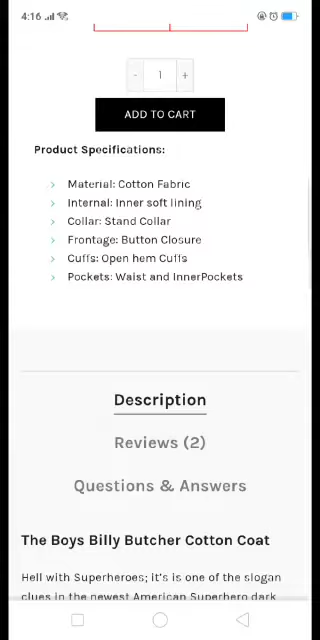 4:16
1
ADD TO CART
Product Specifications:
Material: Cotton Fabric
Internal: Inner soft lining
Collar: Stand Collar
Frontage: Button Closure
Cuffs: Open hem Cuffs
Pockets: Waist and InnerPockets
Description
Reviews (2)
Questions & Answers
The Boys Billy Butcher Cotton Coat
Hell with Superheroes; it's is one of the slogan
clues in the newest American Superhero dark